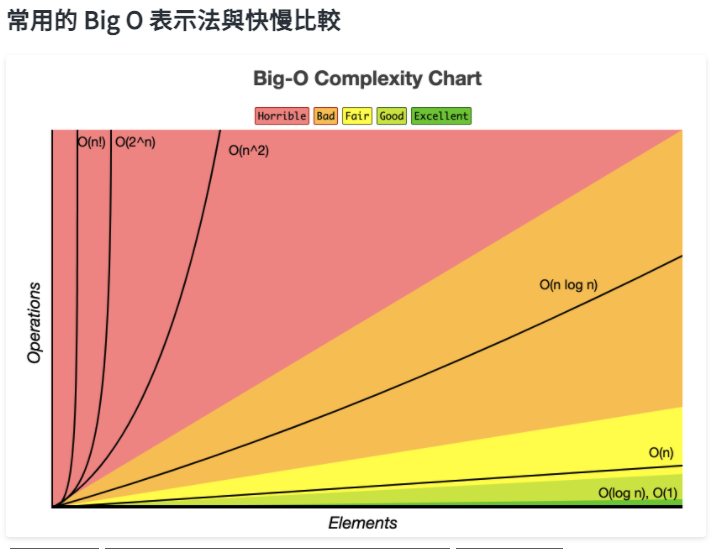 常用的 Big O 表示法與快慢比較
Big-O Complexity Chart
Horrible Bad Fair Good Excellent
O(n!) O(2^n)
O(n^2)
O(n log n)
O(n)
O(log n), O(1)
Operations
Elements